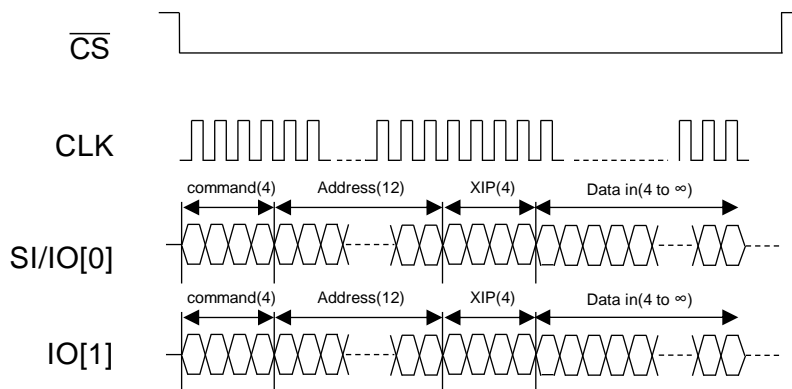 CS
CLK
command(4) Address(12) XIP(4) Data in(4 to ∞)
SI/IO[0]
command(4) Address(12) XIP(4) Data in(4 to ∞)
IO[1]